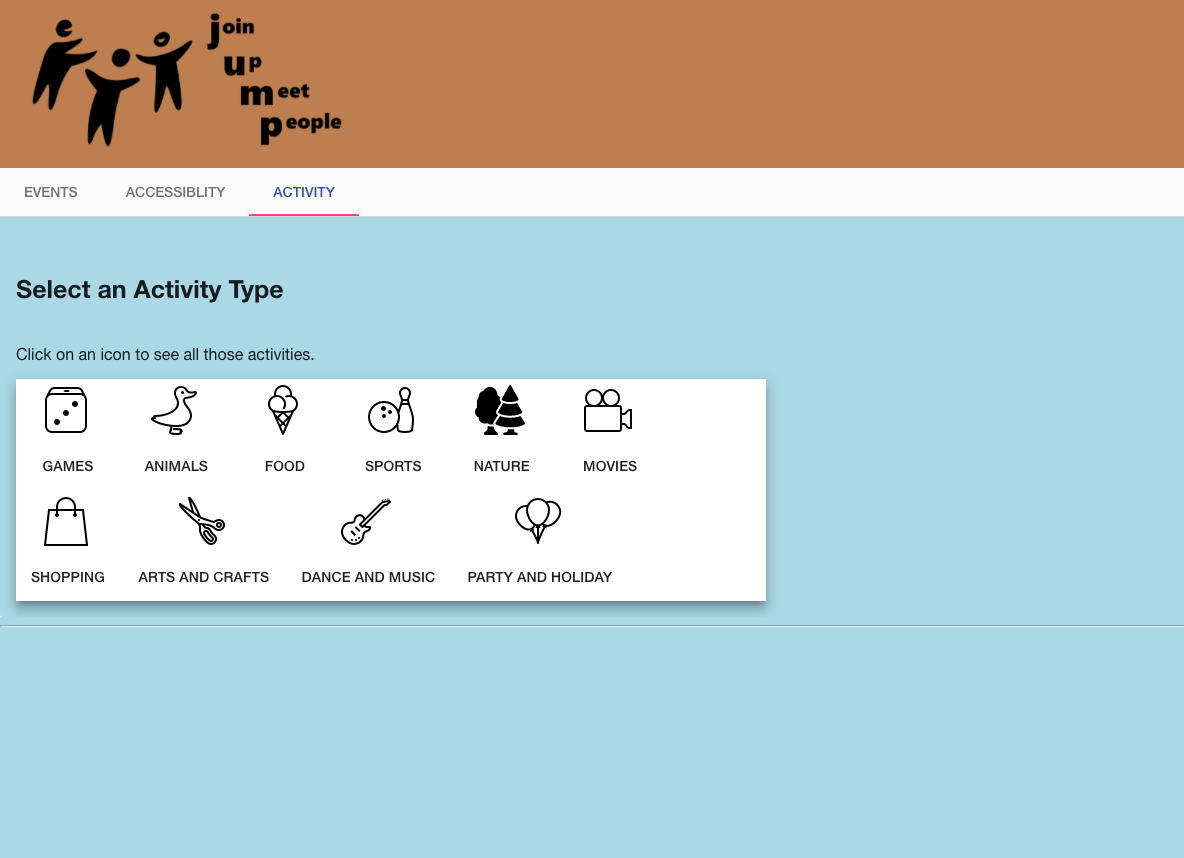 join
up
meet
people
EVENTS ACCESSIBLITY ACTIVITY
Select an Activity Type
Click on an icon to see all those activities.
GAMES ANIMALS FOOD SPORTS NATURE MOVIES
SHOPPING ARTS AND CRAFTS DANCE AND MUSIC PARTY AND HOLIDAY